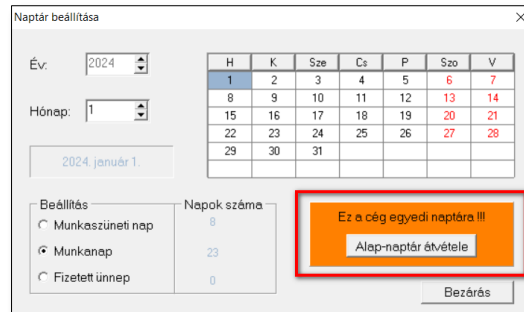 Naptár beállítása
Év: 2024
H K Sze Cs P Szo V
1 2 3 4 5 6 7
8 9 10 11 12 13 14
Hónap: 1
15 16 17 18 19 20 21
22 23 24 25 26 27 28
29 30 31
2024. január 1.
Beállítás
Napok száma
Munkaszüneti nap 8
Munkanap 23
Fizetett ünnep 0
Ez a cég egyedi naptára !!!
Alap-naptár átvétele
Bezárás